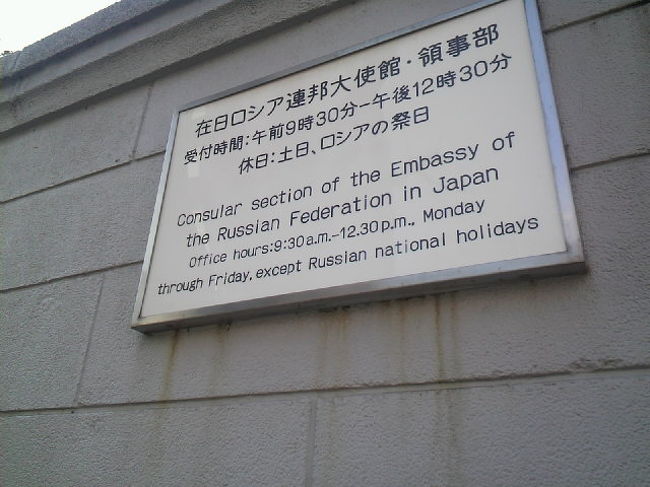 在日ロシア連邦大使館・領事部
受付時間:午前9時30分ー午後12時30分
休日:土日、ロシアの祭日
Consular section of the Embassy of
the Russian Federation in Japan
Office hours:9:30a.m.-12.30p.m., Monday
through Friday, except Russian national holidays